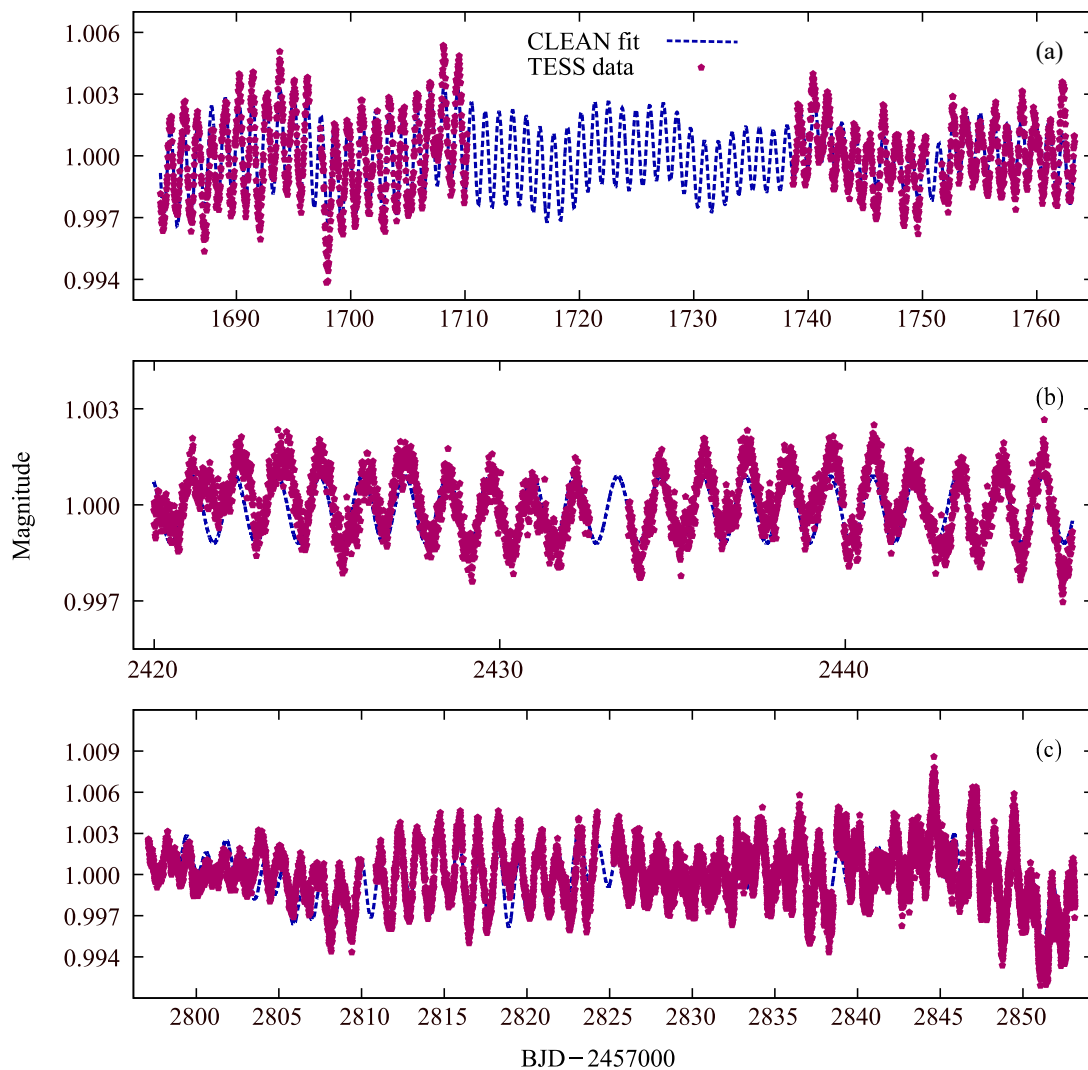 1.006
1.003
1.000
0.997
0.994
CLEAN fit
TESS data
(a)
1690 1700 1710 1720 1730 1740 1750 1760
1.003
1.000
0.997
(b)
2420 2430 2440
Magnitude
1.009
1.006
1.003
1.000
0.997
0.994
(c)
2800 2805 2810 2815 2820 2825 2830 2835 2840 2845 2850
BJD−2457000